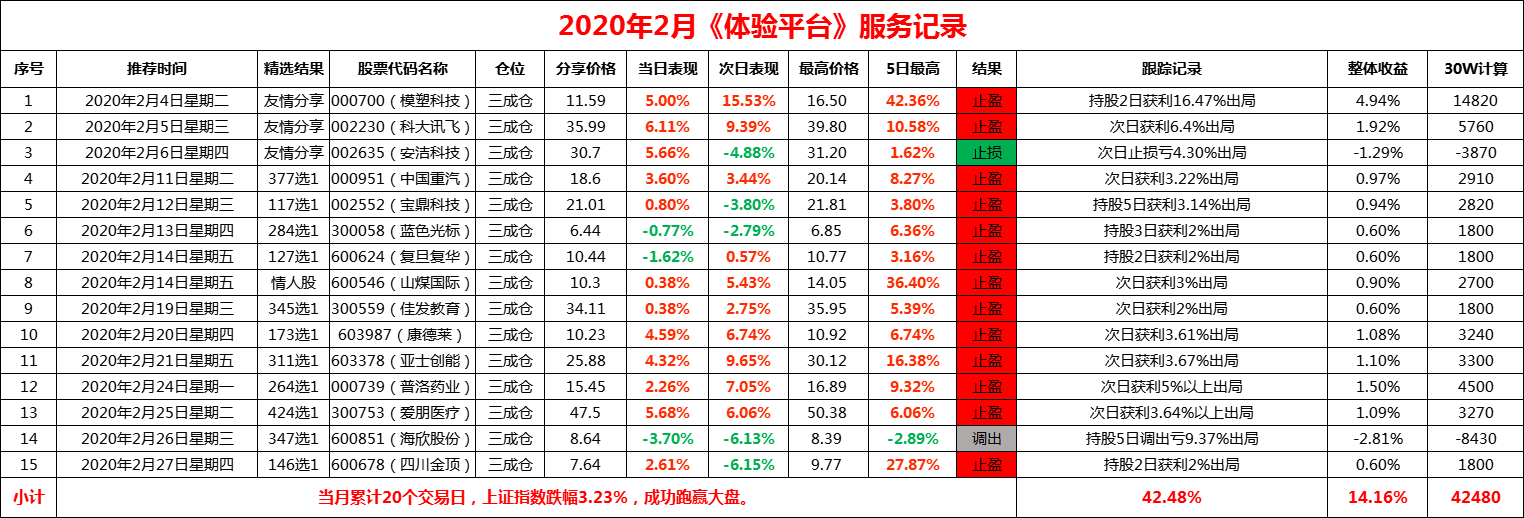 2020年2月《体验平台》服务记录
序号 推荐时间 精选结果 股票代码名称 仓位 分享价格 当日表现 次日表现 最高价格 5日最高 结果 跟踪记录 整体收益 30W计算
1 2020年2月4日星期二 友情分享 000700（模塑科技） 三成仓 11.59 5.00% 15.53% 16.50 42.36% 止盈 持股2日获利16.47%出局 4.94% 14820
2 2020年2月5日星期三 友情分享 002230（科大讯飞） 三成仓 35.99 6.11% 9.39% 39.80 10.58% 止盈 次日获利6.4%出局 1.92% 5760
3 2020年2月6日星期四 友情分享 002635（安洁科技） 三成仓 30.7 5.66% -4.88% 31.20 1.62% 止损 次日止损亏4.30%出局 -1.29% -3870
4 2020年2月11日星期二 377选1 000951（中国重汽） 三成仓 18.6 3.60% 3.44% 20.14 8.27% 止盈 次日获利3.22%出局 0.97% 2910
5 2020年2月12日星期三 117选1 002552（宝鼎科技） 三成仓 21.01 0.80% -3.80% 21.81 3.80% 止盈 持股5日获利3.14%出局 0.94% 2820
6 2020年2月13日星期四 284选1 300058（蓝色光标） 三成仓 6.44 -0.77% -2.79% 6.85 6.36% 止盈 持股3日获利2%出局 0.60% 1800
7 2020年2月14日星期五 127选1 600624（复旦复华） 三成仓 10.44 -1.62% 0.57% 10.77 3.16% 止盈 持股2日获利2%出局 0.60% 1800
8 2020年2月14日星期五 情人股 600546（山煤国际） 三成仓 10.3 0.38% 5.43% 14.05 36.40% 止盈 次日获利3%出局 0.90% 2700
9 2020年2月19日星期三 345选1 300559（佳发教育） 三成仓 34.11 0.38% 2.75% 35.95 5.39% 止盈 次日获利2%出局 0.60% 1800
10 2020年2月20日星期四 173选1 603987（康德莱） 三成仓 10.23 4.59% 6.74% 10.92 6.74% 止盈 次日获利3.61%出局 1.08% 3240
11 2020年2月21日星期五 311选1 603378（亚士创能） 三成仓 25.88 4.32% 9.65% 30.12 16.38% 止盈 次日获利3.67%出局 1.10% 3300
12 2020年2月24日星期一 264选1 000739（普洛药业） 三成仓 15.45 2.26% 7.05% 16.89 9.32% 止盈 次日获利5%以上出局 1.50% 4500
13 2020年2月25日星期二 424选1 300753（爱朋医疗） 三成仓 47.5 5.68% 6.06% 50.38 6.06% 止盈 次日获利3.64%以上出局 1.09% 3270
14 2020年2月26日星期三 347选1 600851（海欣股份） 三成仓 8.64 -3.70% -6.13% 8.39 -2.89% 调出 持股5日调出亏9.37%出局 -2.81% -8430
15 2020年2月27日星期四 146选1 600678（四川金顶） 三成仓 7.64 2.61% -6.15% 9.77 27.87% 止盈 持股2日获利2%出局 0.60% 1800
小计 当月累计20个交易日，上证指数跌幅3.23%，成功跑赢大盘。 42.48% 14.16% 42480